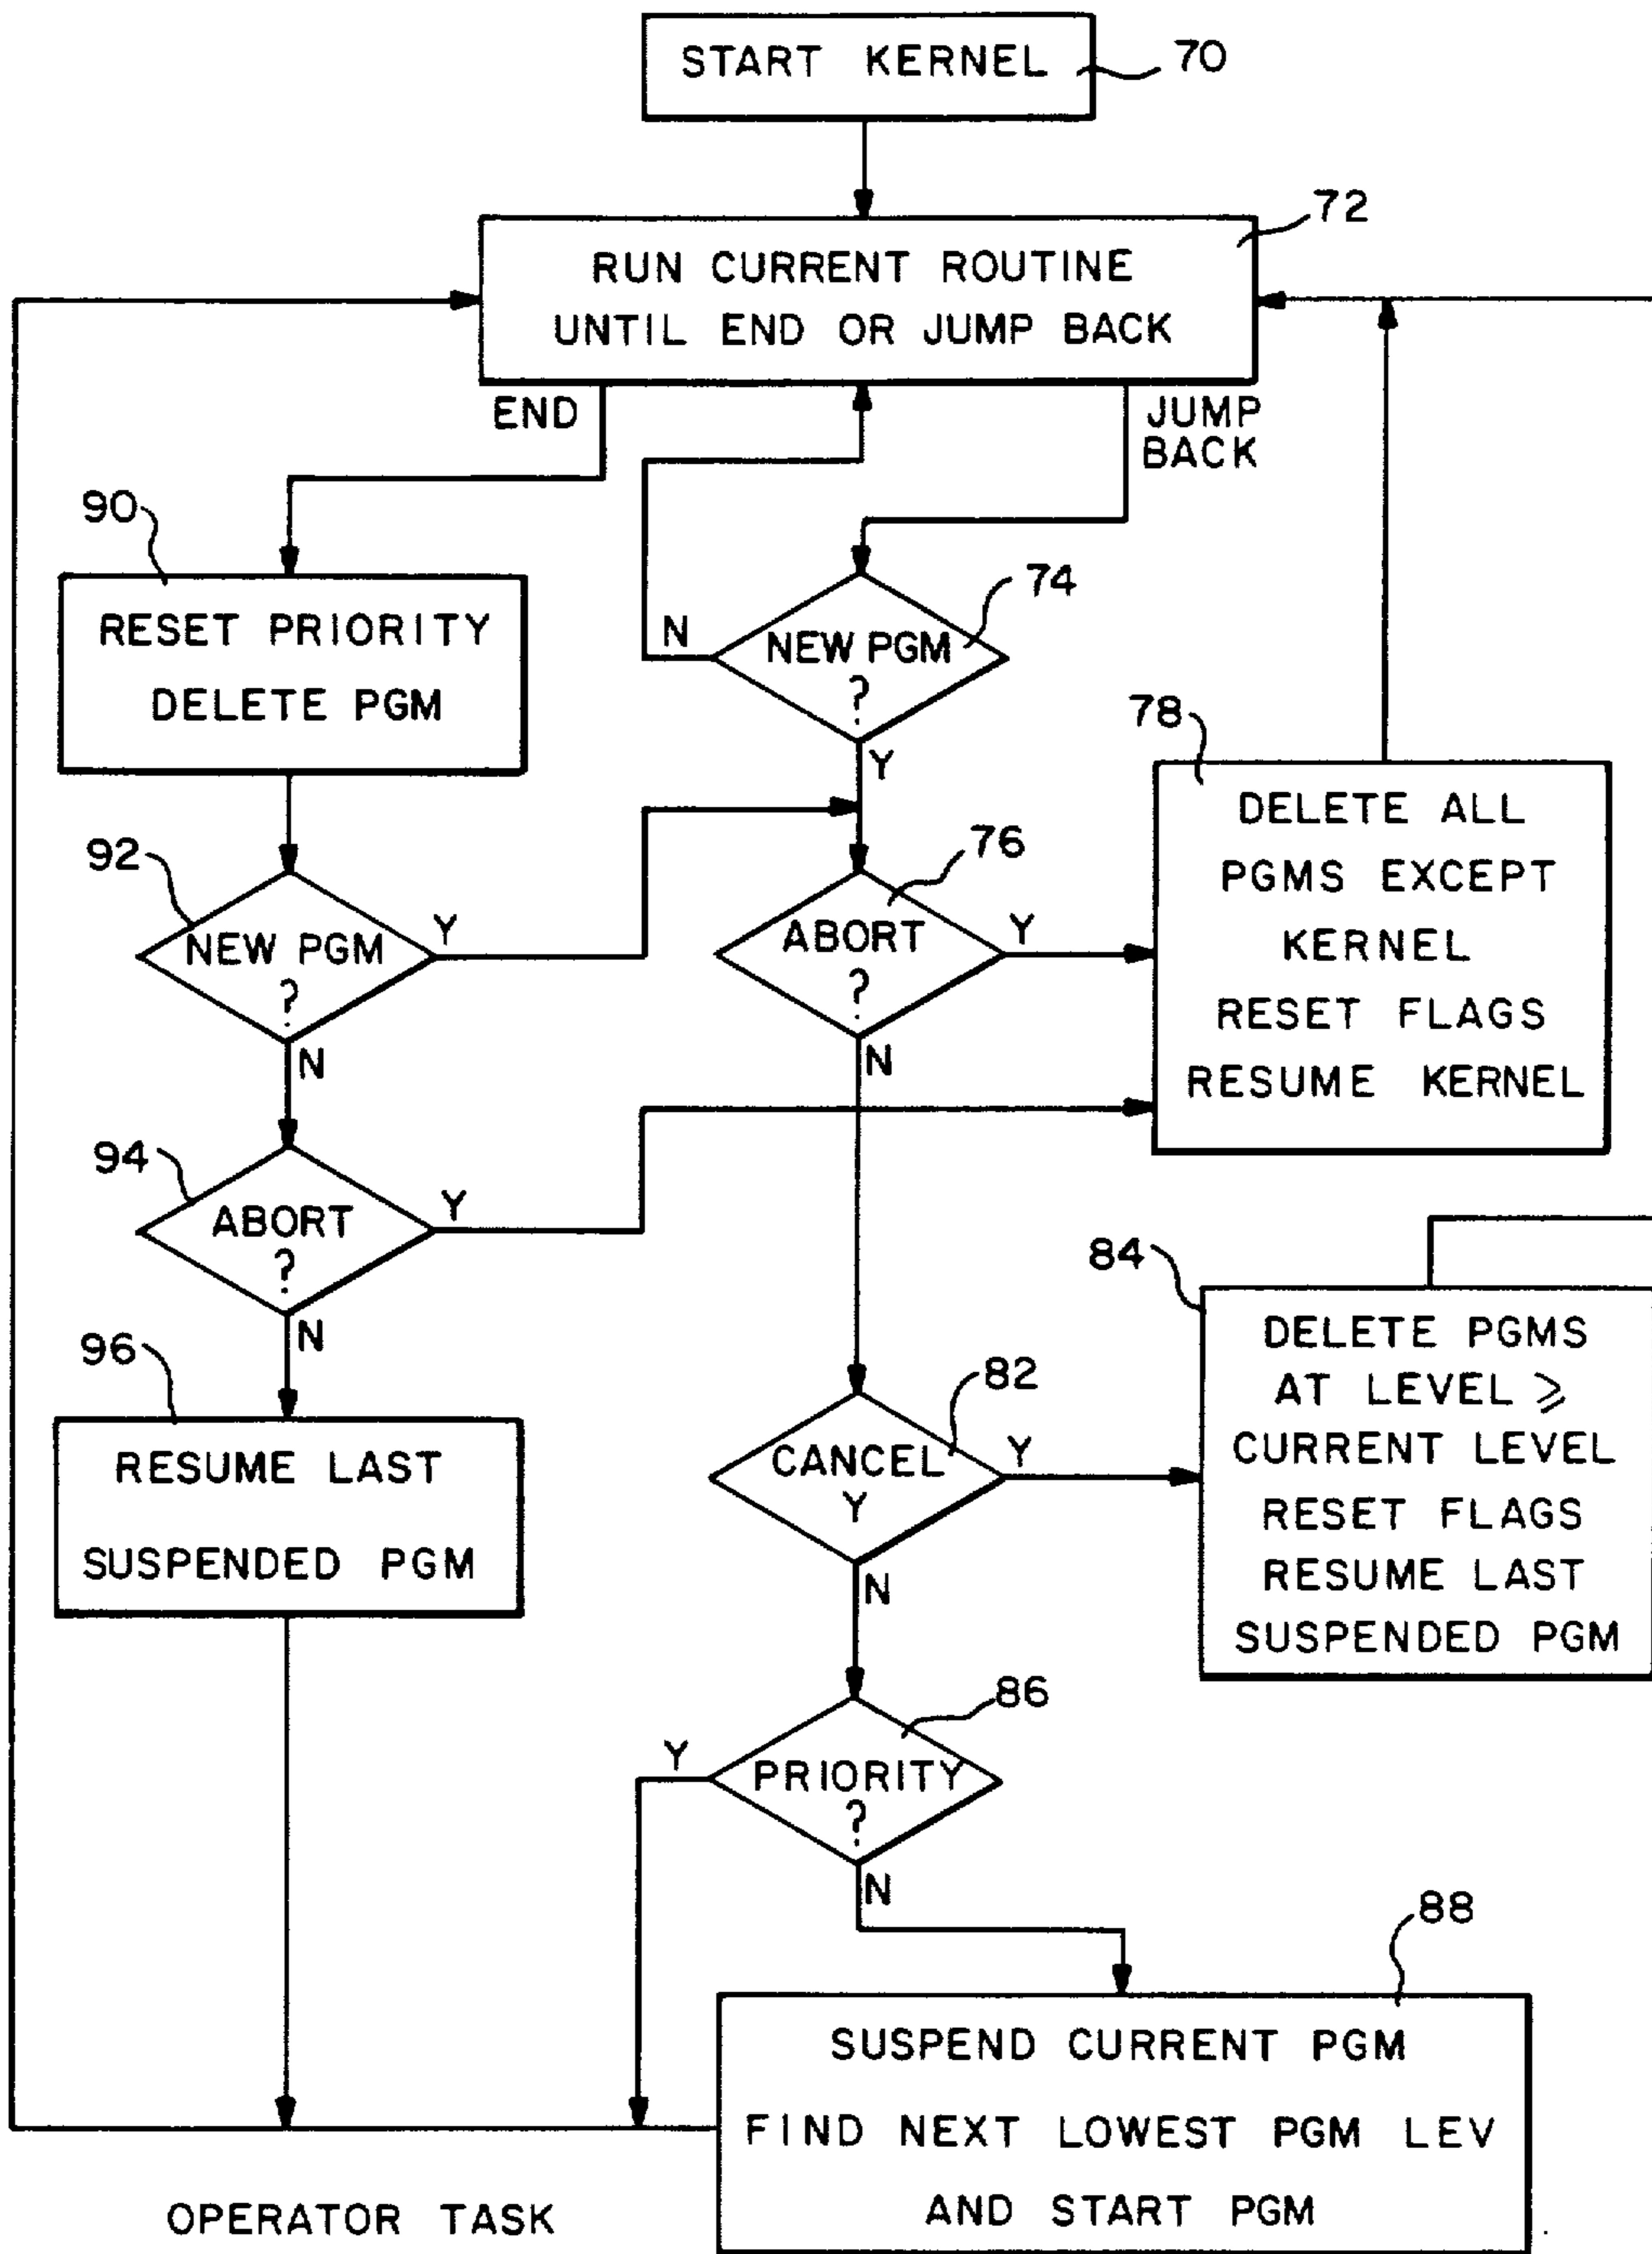 START KERNEL
70
72
RUN CURRENT ROUTINE
UNTIL END OR JUMP BACK
END
JUMP
BACK
90
RESET PRIORITY
DELETE PGM
74
N
NEW PGM
?
Y
78
DELETE ALL
PGMS EXCEPT
KERNEL
RESET FLAGS
RESUME KERNEL
92
NEW PGM
?
Y
N
76
ABORT
?
Y
N
94
ABORT
?
Y
N
84
DELETE PGMS
AT LEVEL ⩾
CURRENT LEVEL
RESET FLAGS
RESUME LAST
SUSPENDED PGM
96
RESUME LAST
SUSPENDED PGM
82
CANCEL
Y
Y
N
86
Y
PRIORITY
?
N
88
SUSPEND CURRENT PGM
FIND NEXT LOWEST PGM LEV
AND START PGM
OPERATOR TASK